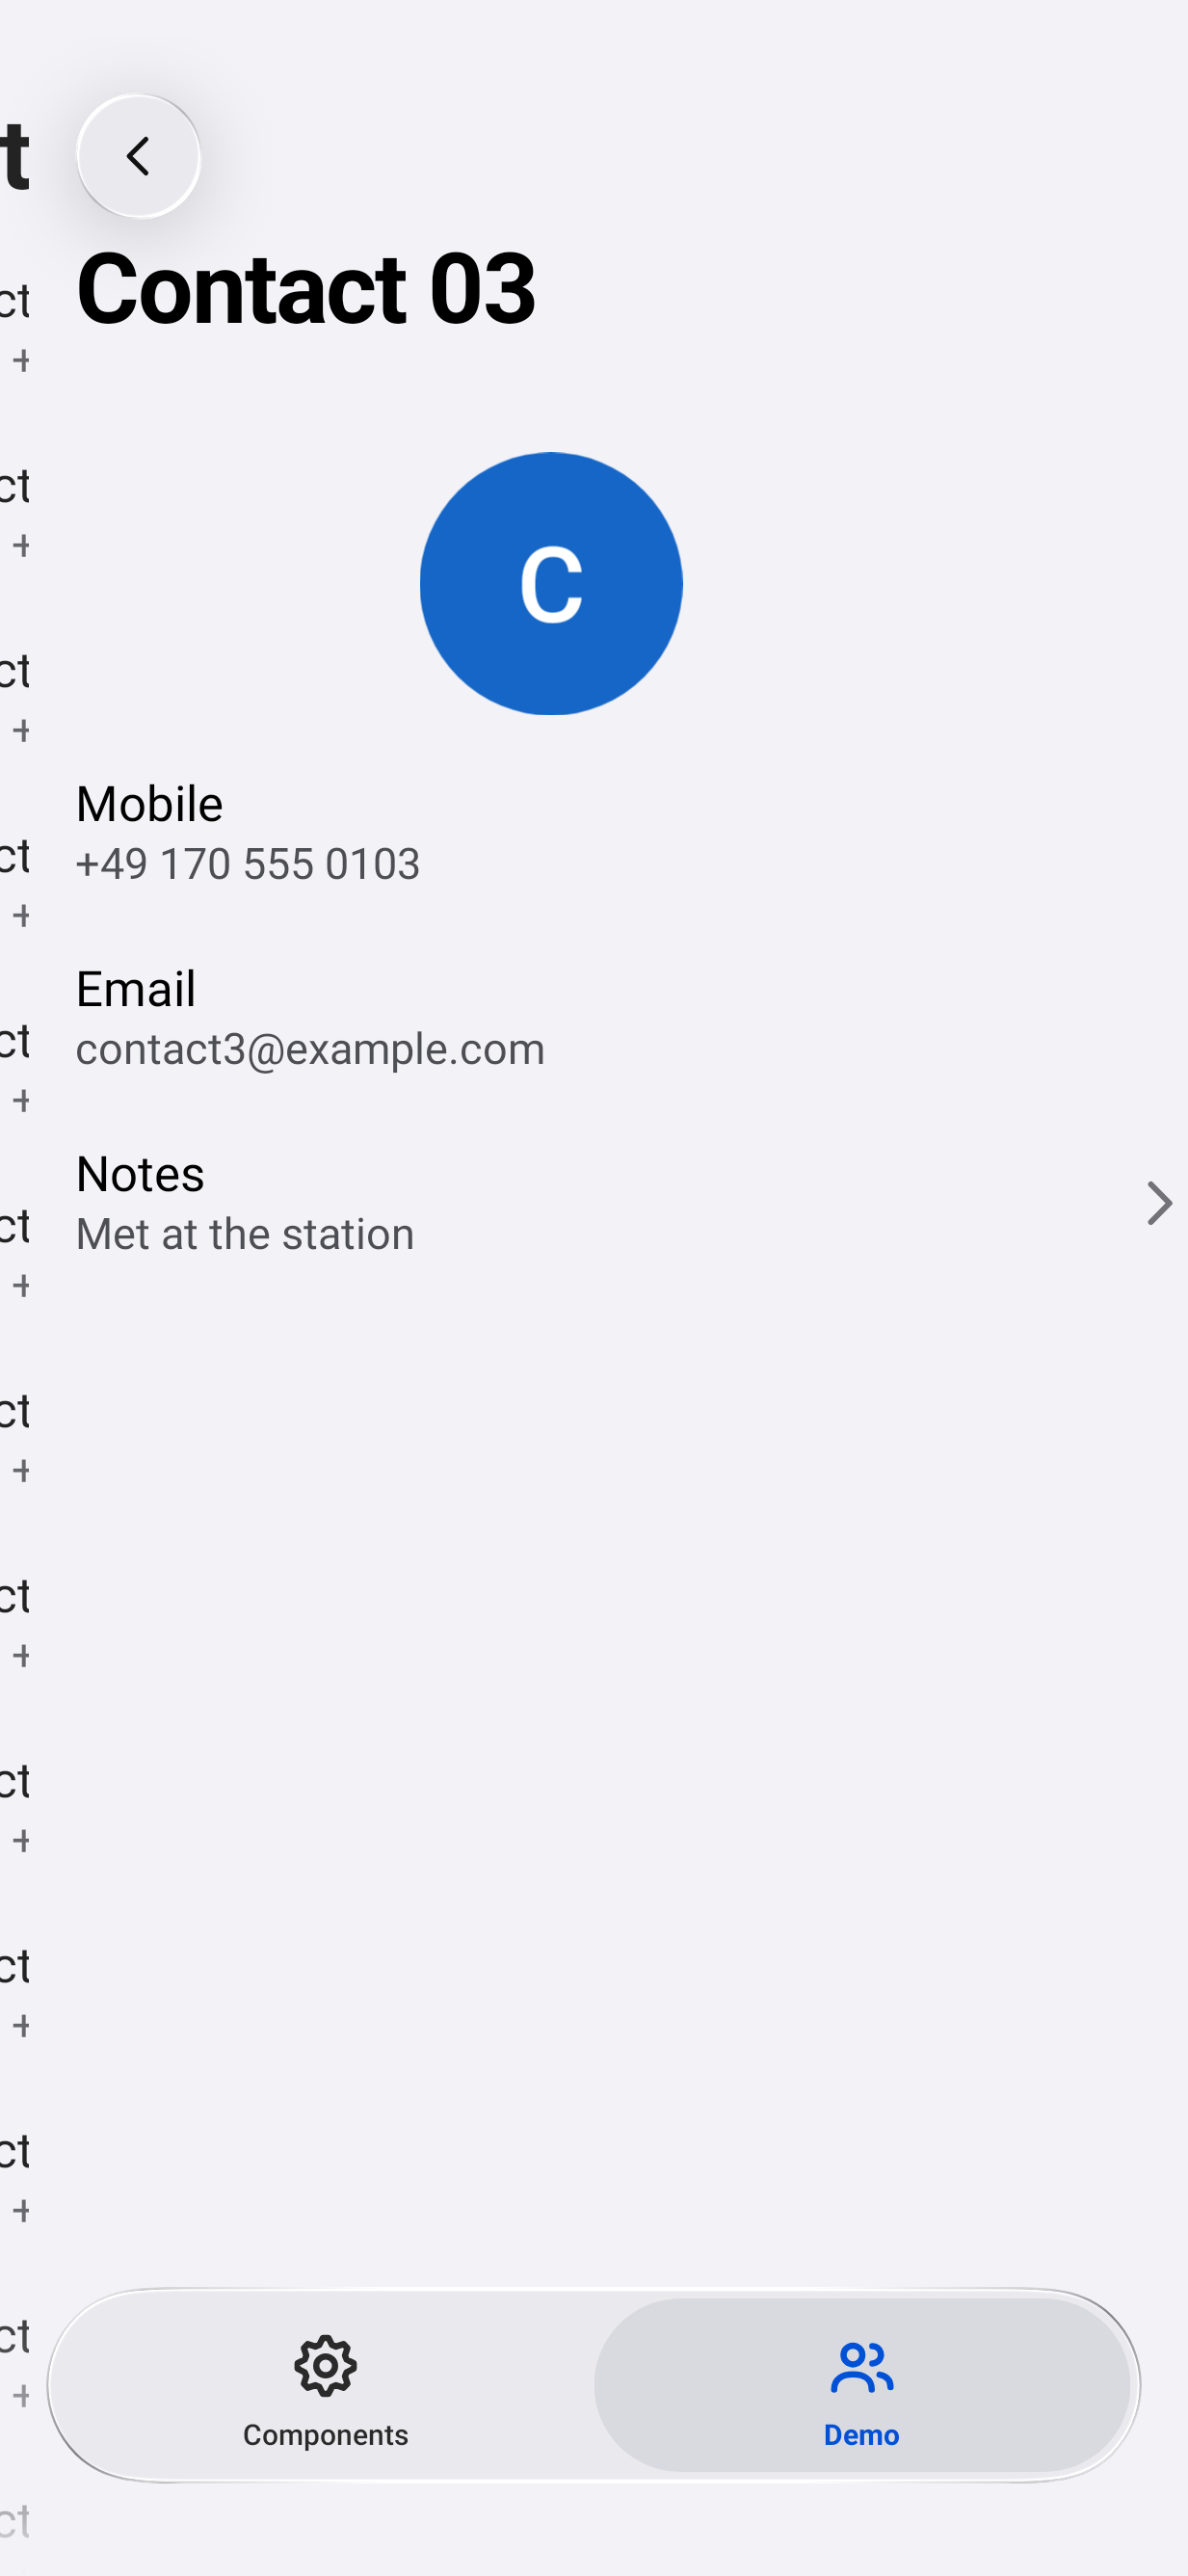 Contact 03
C
Mobile
+49 170 555 0103
Email
contact3@example.com
Notes
Met at the station
Components
Demo